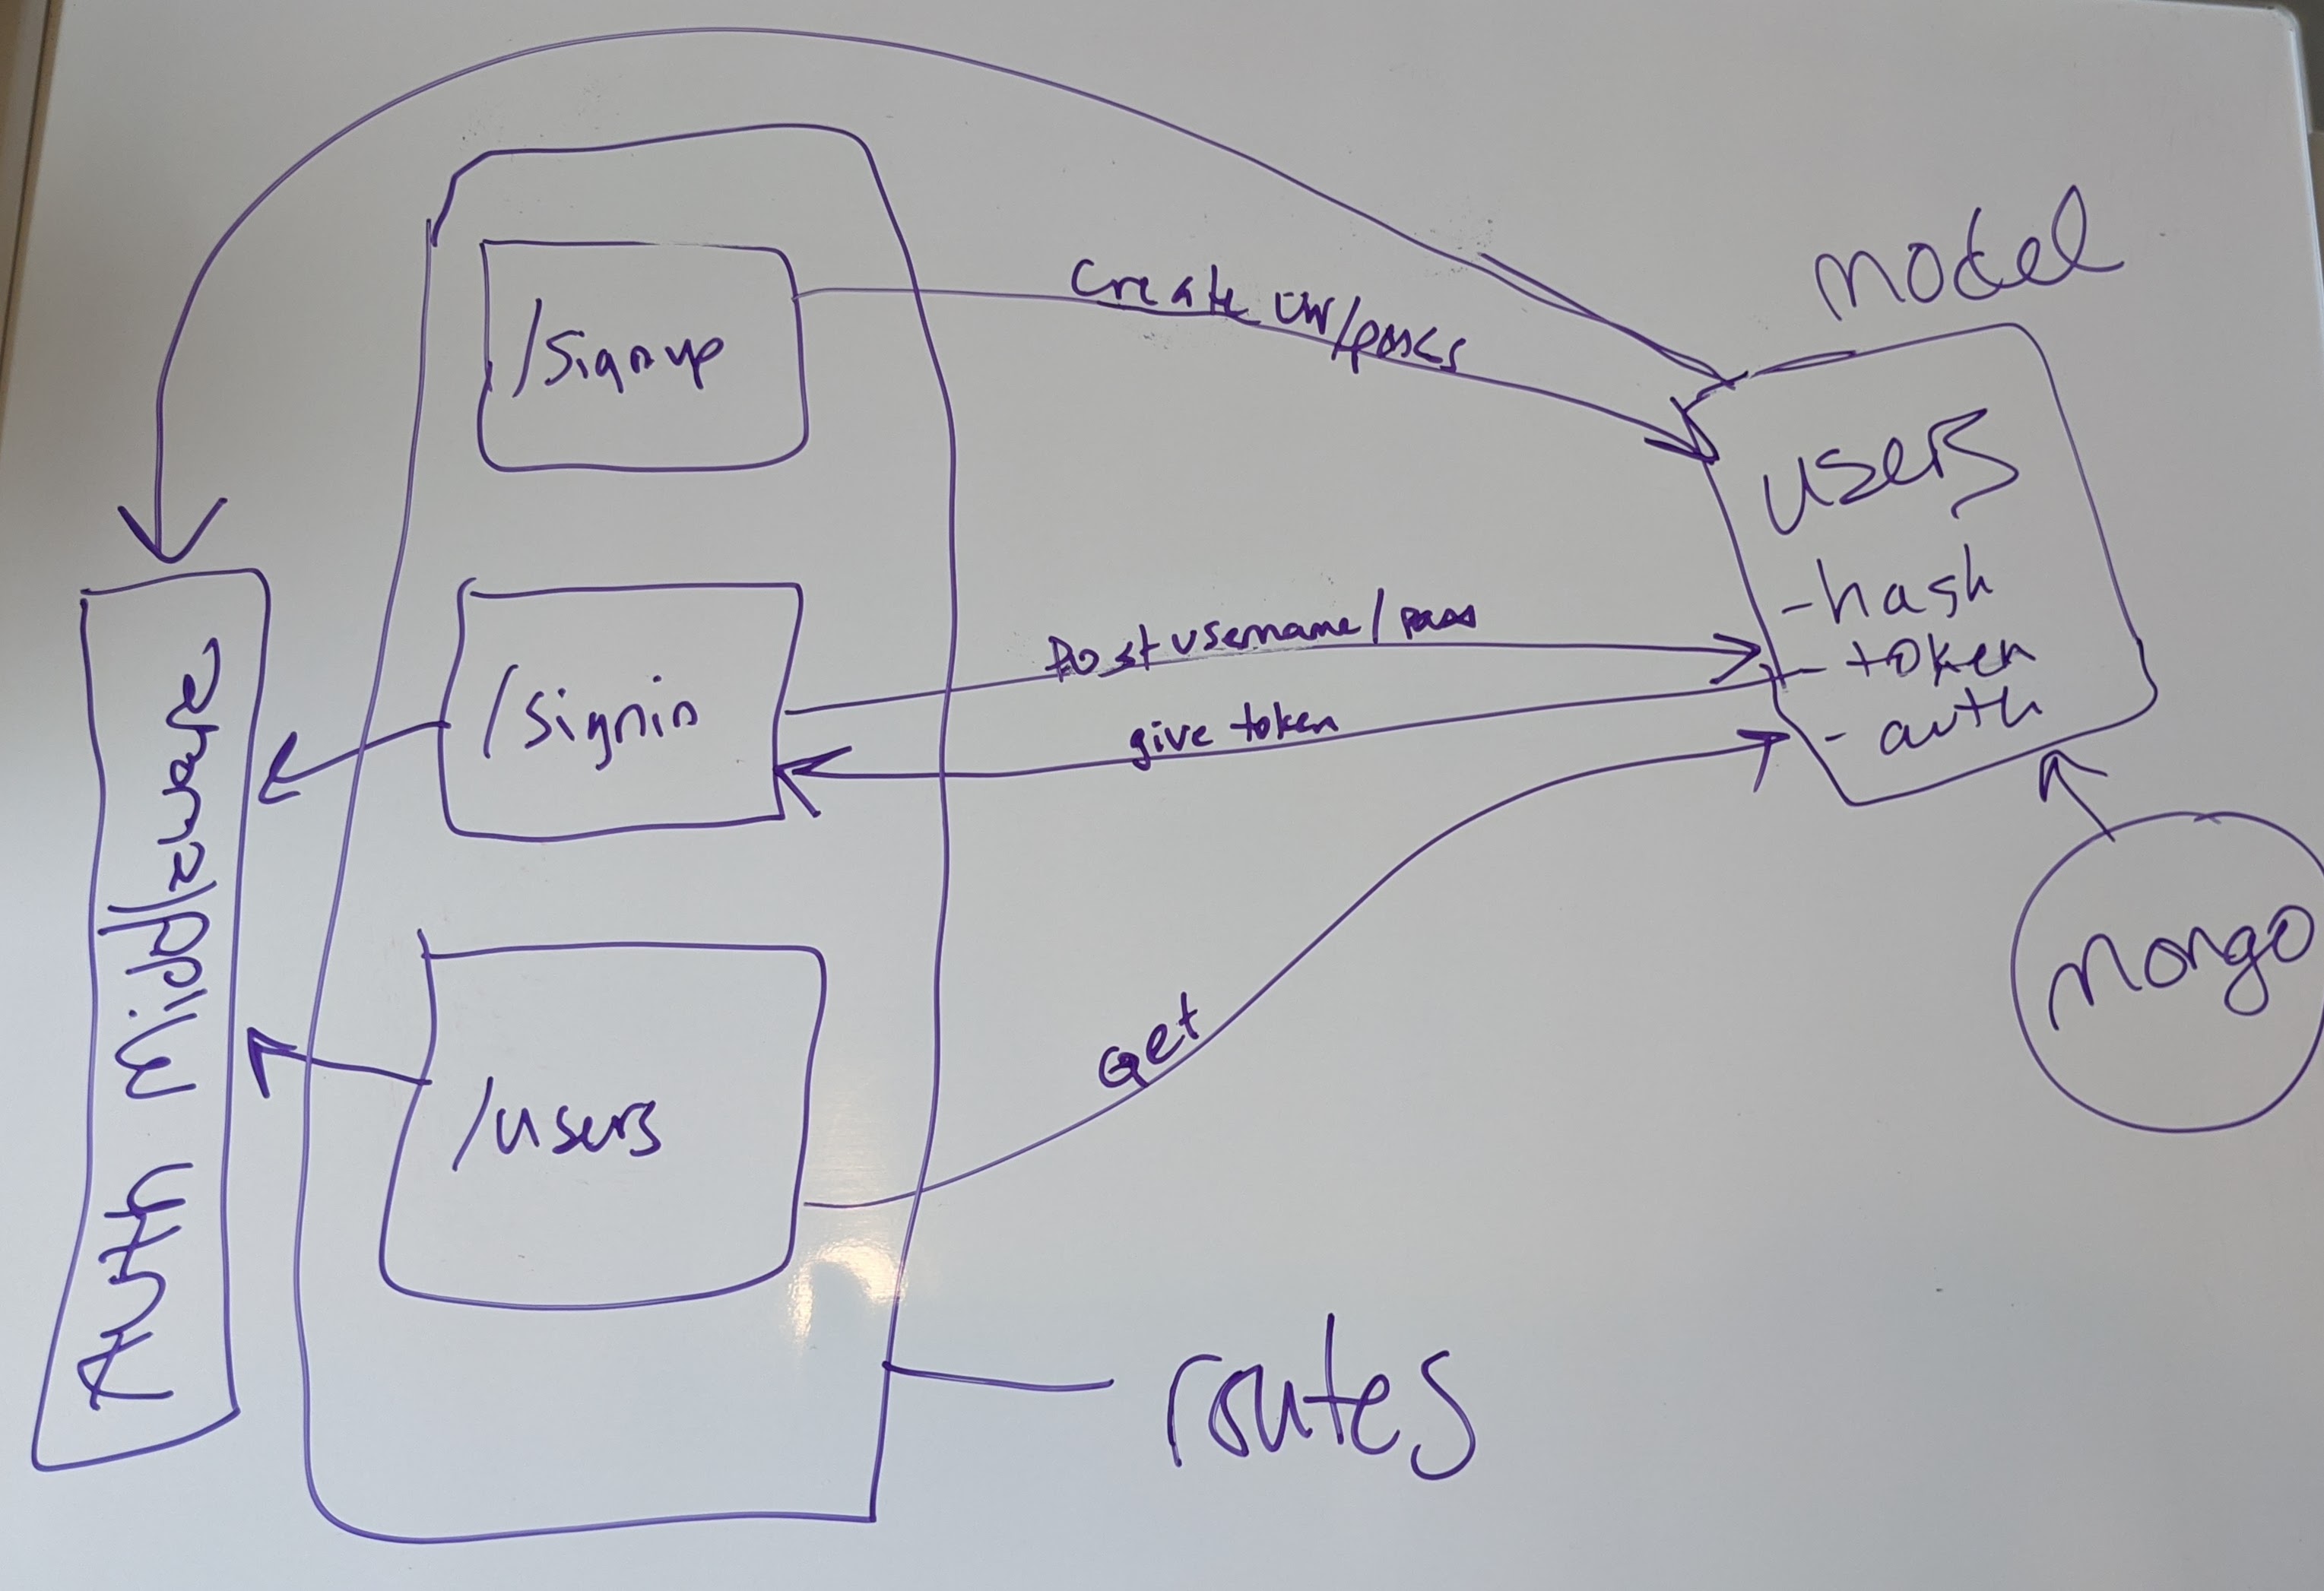 model
/Signup
Create UN/pass
users
-hash
- token
- auth
/Signin
Post username/pass
give token
Auth Middleware
Mongo
/users
Get
routes